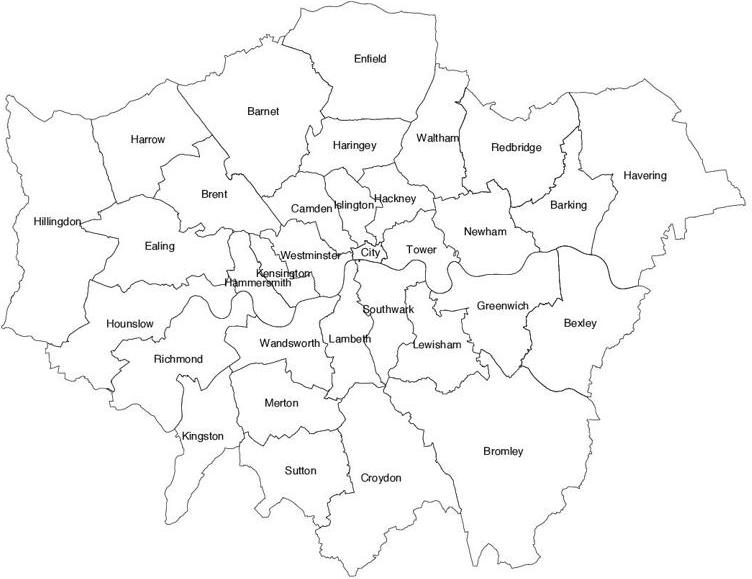 Enfield
Barnet
Harrow
Haringey
Waltham
Redbridge
Havering
Brent
Camden
Islington
Hackney
Barking
Hillingdon
Ealing
Newham
Westminster
City
Tower
Kensington
Hammersmith
Hounslow
Southwark
Greenwich
Bexley
Richmond
Wandsworth
Lambeth
Lewisham
Merton
Kingston
Bromley
Sutton
Croydon